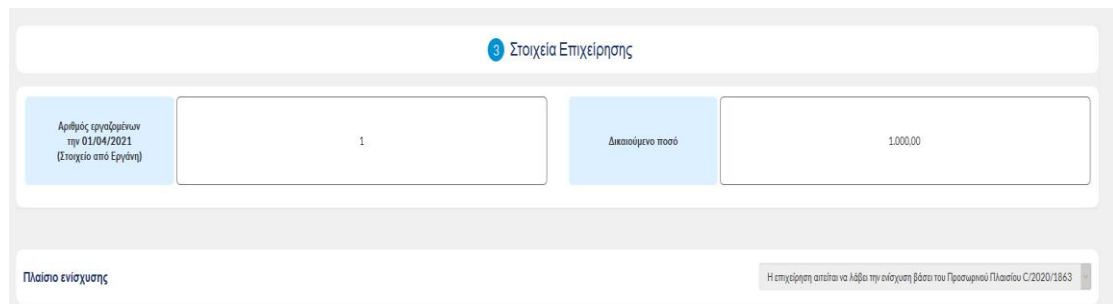 3 Στοιχεία Επιχείρησης
Αριθμός εργαζομένων
την 01/04/2021
(Στοιχείο από Εργάνη)
1
Δικαιούμενο ποσό
1.000,00
Πλαίσιο ενίσχυσης
Η επιχείρηση αιτείται να λάβει την ενίσχυση βάσει του Προσωρινού Πλαισίου C/2020/1863